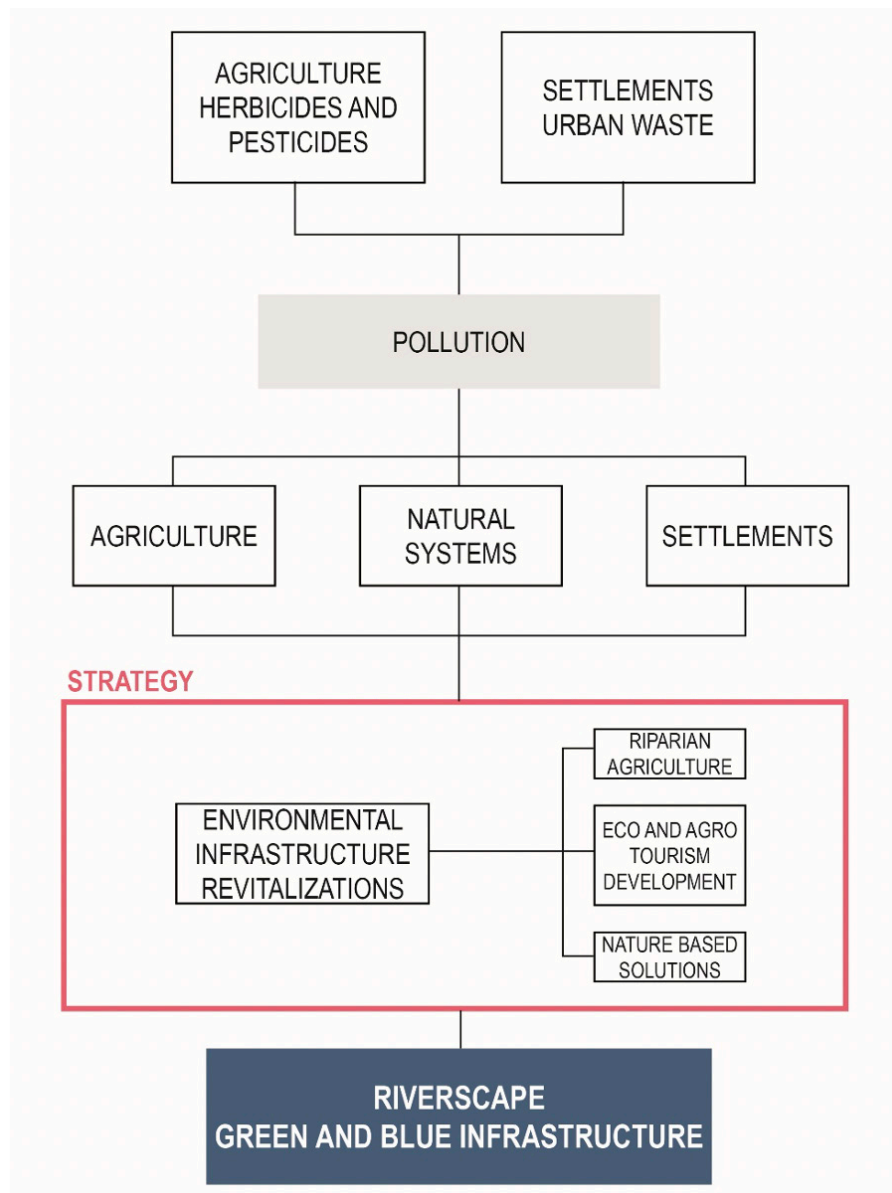 AGRICULTURE
HERBICIDES AND
PESTICIDES
SETTLEMENTS
URBAN WASTE
POLLUTION
AGRICULTURE
NATURAL
SYSTEMS
SETTLEMENTS
STRATEGY
ENVIRONMENTAL
INFRASTRUCTURE
REVITALIZATIONS
RIPARIAN
AGRICULTURE
ECO AND AGRO
TOURISM
DEVELOPMENT
NATURE BASED
SOLUTIONS
RIVERSCAPE
GREEN AND BLUE INFRASTRUCTURE